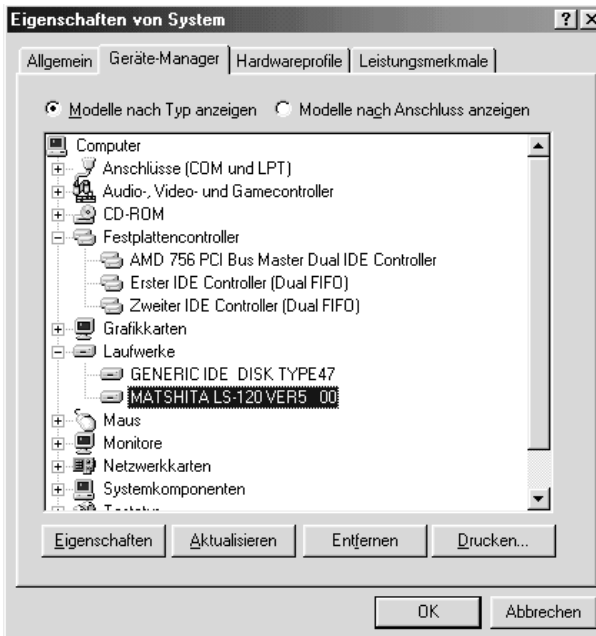 Eigenschaften von System
Allgemein Geräte-Manager Hardwareprofile Leistungsmerkmale
Modelle nach Typ anzeigen Modelle nach Anschluss anzeigen
Computer
Anschlüsse (COM und LPT)
Audio-, Video- und Gamecontroller
CD-ROM
Festplattencontroller
AMD 756 PCI Bus Master Dual IDE Controller
Erster IDE Controller (Dual FIFO)
Zweiter IDE Controller (Dual FIFO)
Grafikkarten
Laufwerke
GENERIC IDE DISK TYPE47
MATSHITA LS-120 VER5 00
Maus
Monitore
Netzwerkkarten
Systemkomponenten
Eigenschaften Aktualisieren Entfernen Drucken...
OK Abbrechen